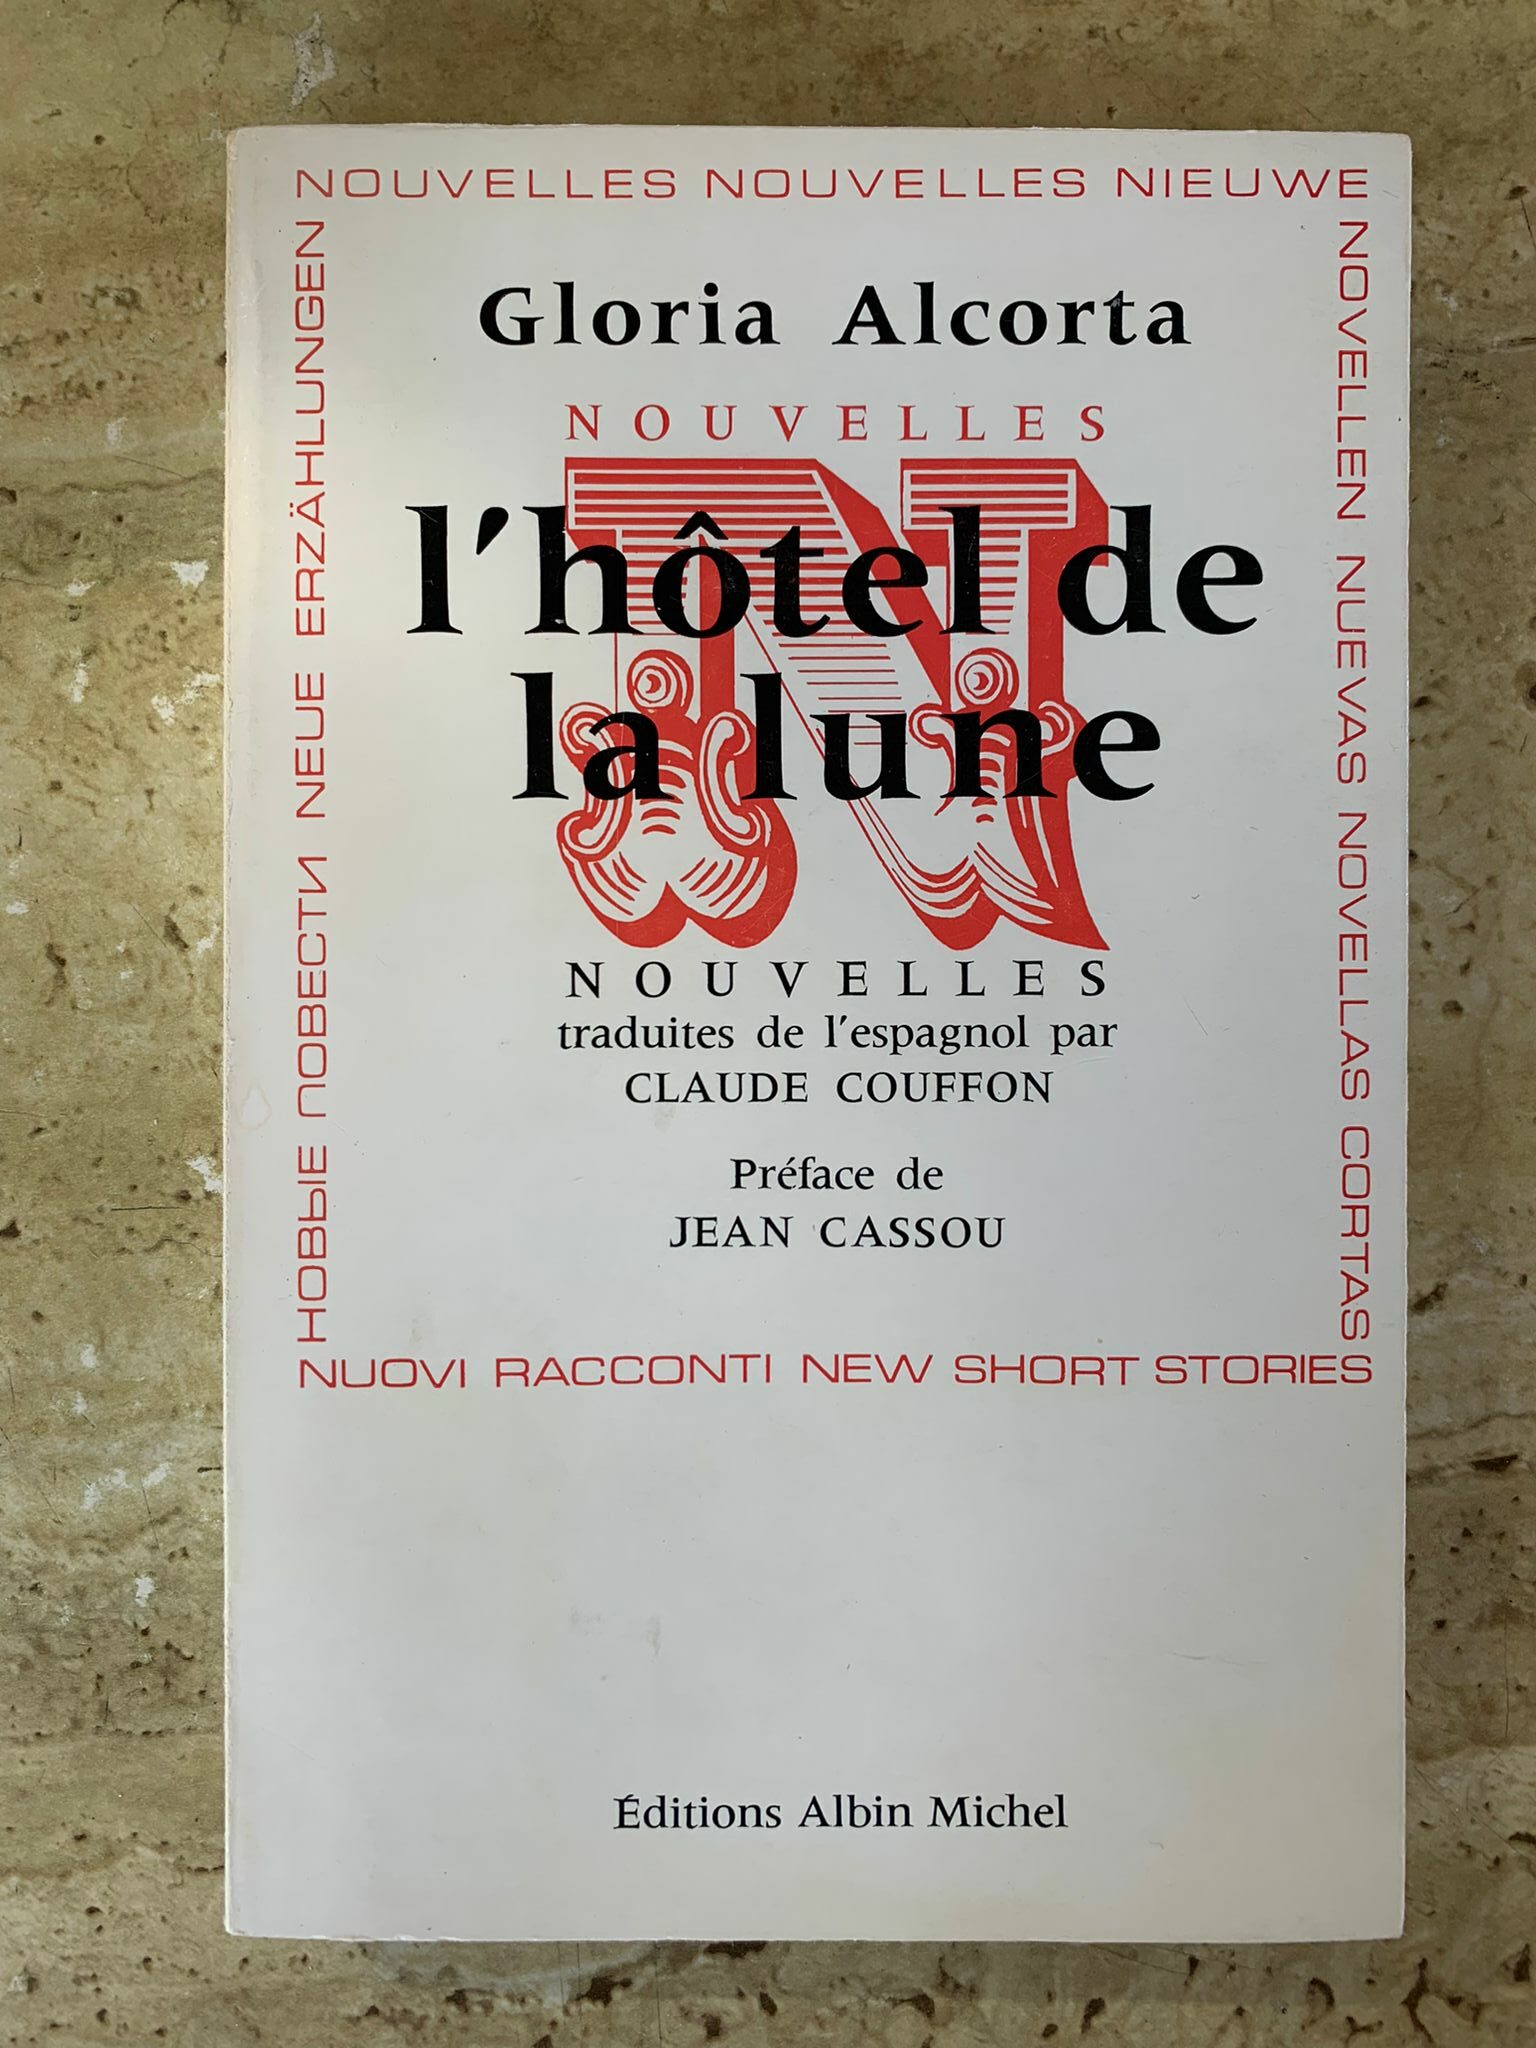 NOUVELLES NOUVELLES NIEUWE
NOVELLEN NUEVAS NOVELLAS CORTAS
NUOVI RACCONTI NEW SHORT STORIES
НОВЫЕ ПОВЕСТИ NEUE ERZÄHLUNGEN
Gloria Alcorta
NOUVELLES
N
l'hôtel de
la lune
NOUVELLES
traduites de l'espagnol par
CLAUDE COUFFON
Préface de
JEAN CASSOU
Éditions Albin Michel